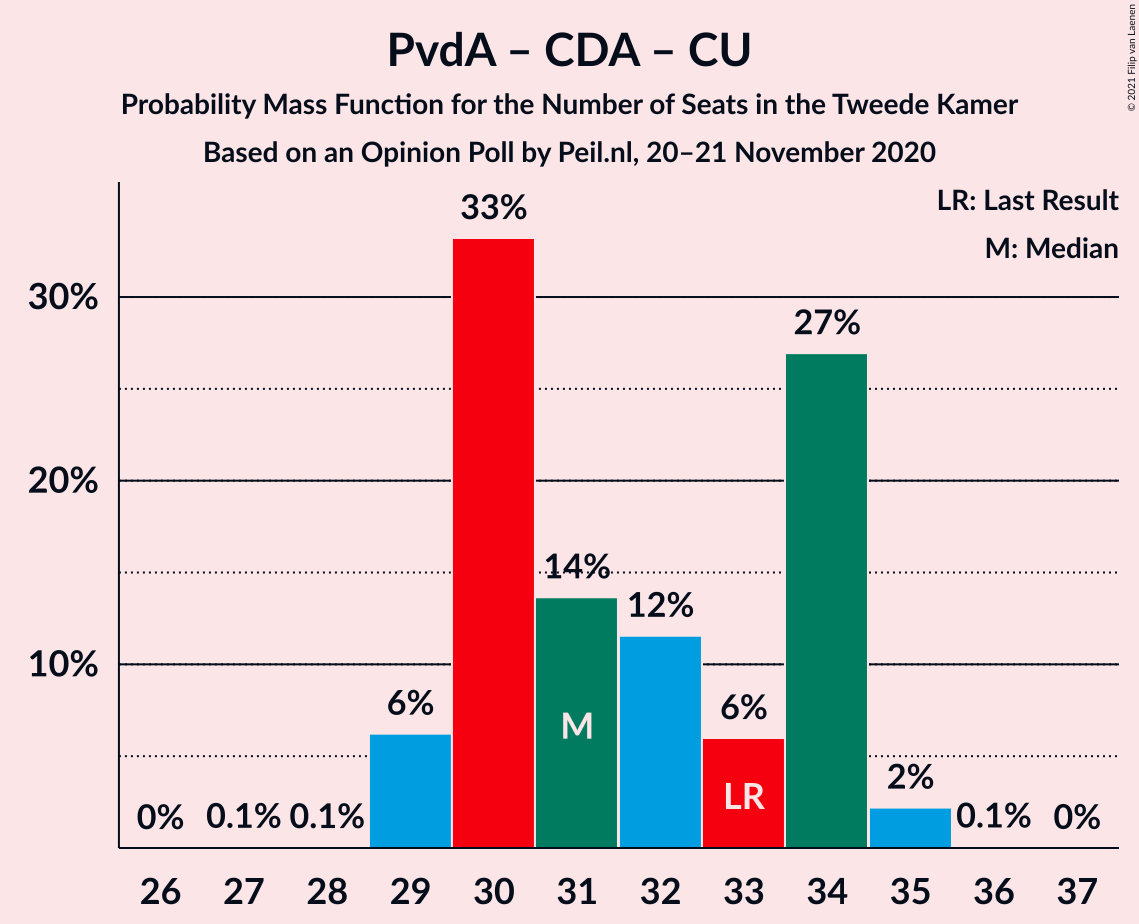 PvdA – CDA – CU
Probability Mass Function for the Number of Seats in the Tweede Kamer
Based on an Opinion Poll by Peil.nl, 20–21 November 2020
© 2021 Filip van Laenen
LR: Last Result
M: Median
33%
30%
27%
20%
14%
12%
10%
6%
M
6%
LR
2%
0%
0.1%
0.1%
0.1%
0%
26 27 28 29 30 31 32 33 34 35 36 37